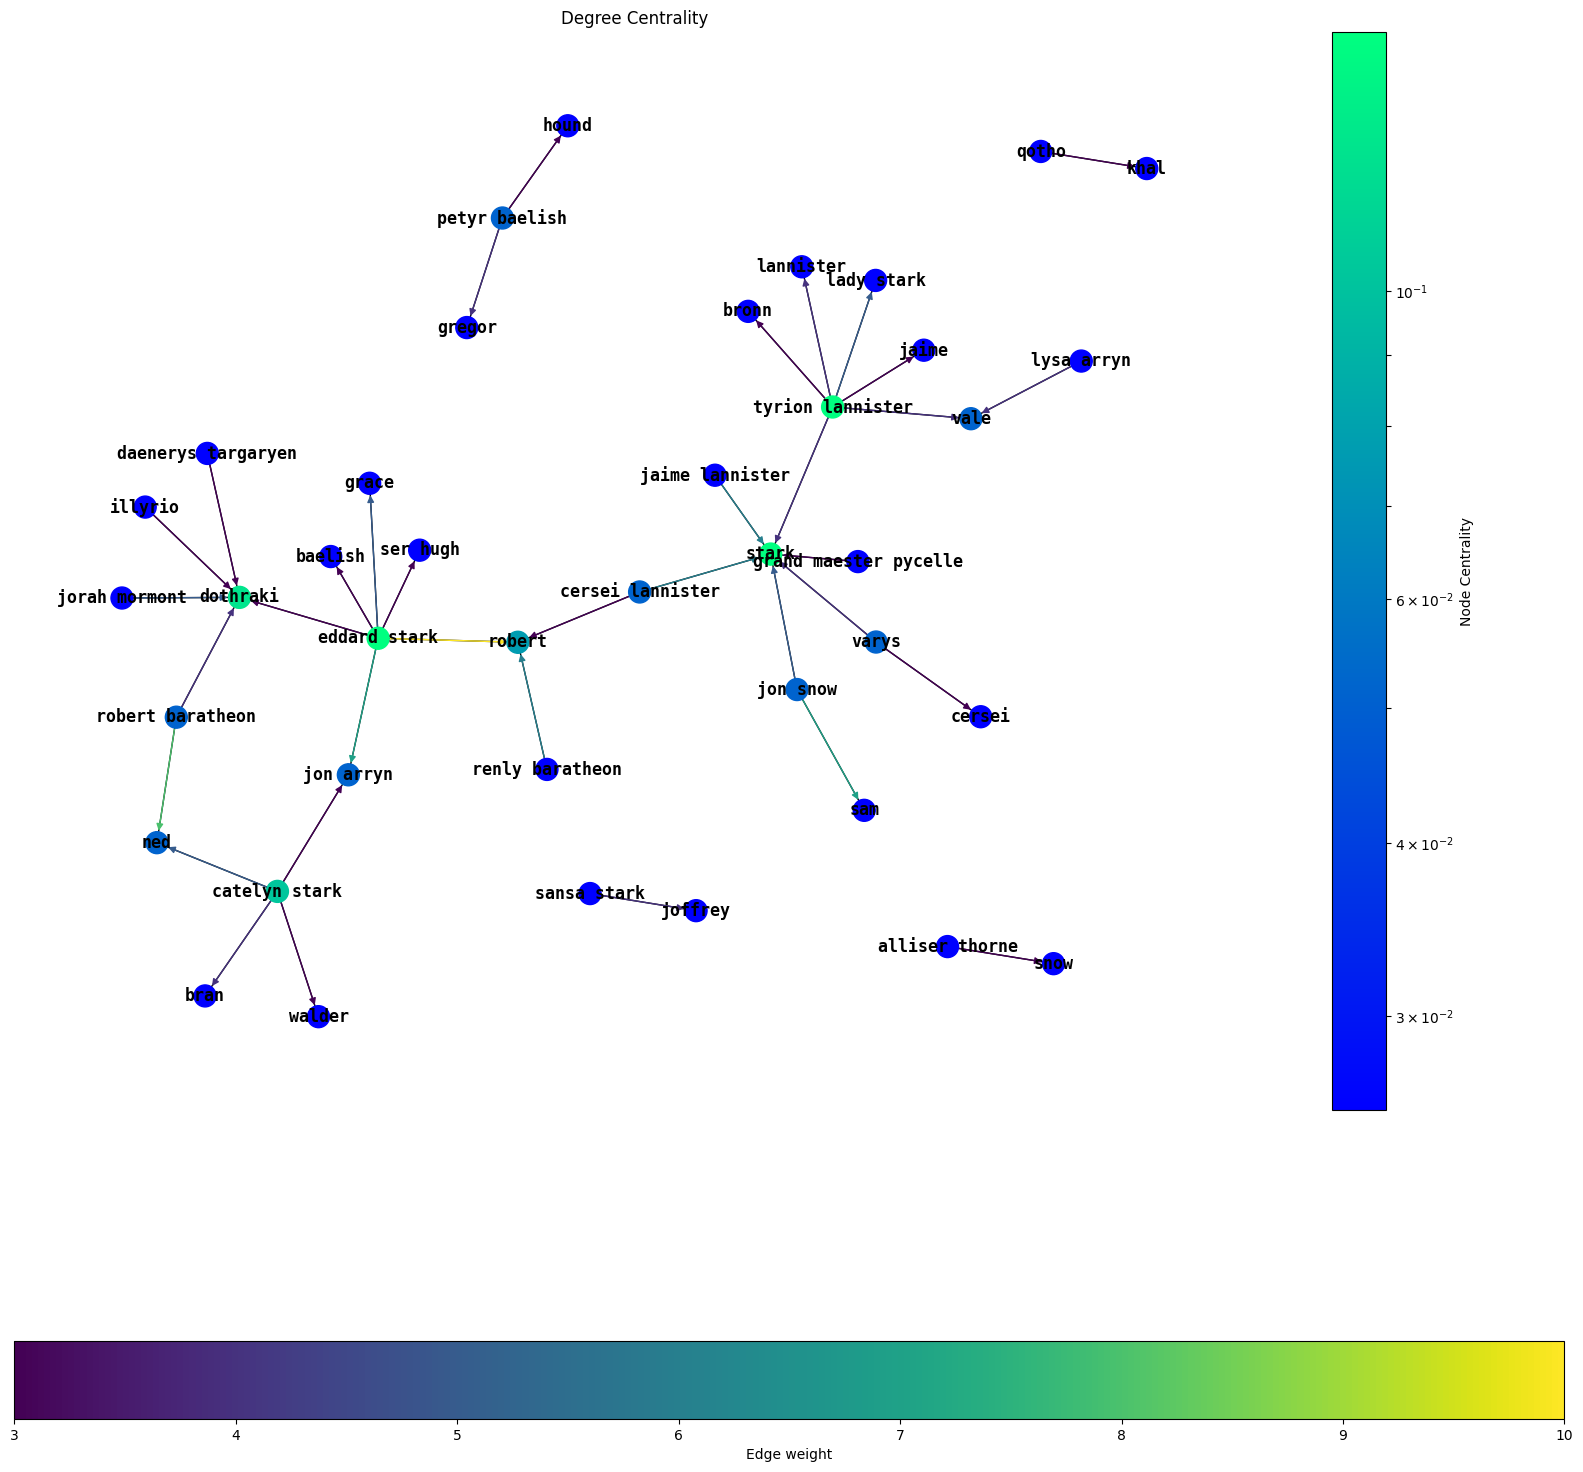 Degree Centrality
hound
qotho
khal
petyr baelish
lannister
lady stark
bronn
gregor
jaime
lysa arryn
tyrion lannister
vale
daenerys targaryen
jaime lannister
grace
illyrio
ser hugh
baelish
stark
grand maester pycelle
jorah mormont
dothraki
cersei lannister
eddard stark
robert
varys
jon snow
robert baratheon
cersei
renly baratheon
jon arryn
sam
ned
catelyn stark
sansa stark
joffrey
alliser thorne
snow
bran
walder
10⁻¹
6 × 10⁻²
4 × 10⁻²
3 × 10⁻²
Node Centrality
3 4 5 6 7 8 9 10
Edge weight